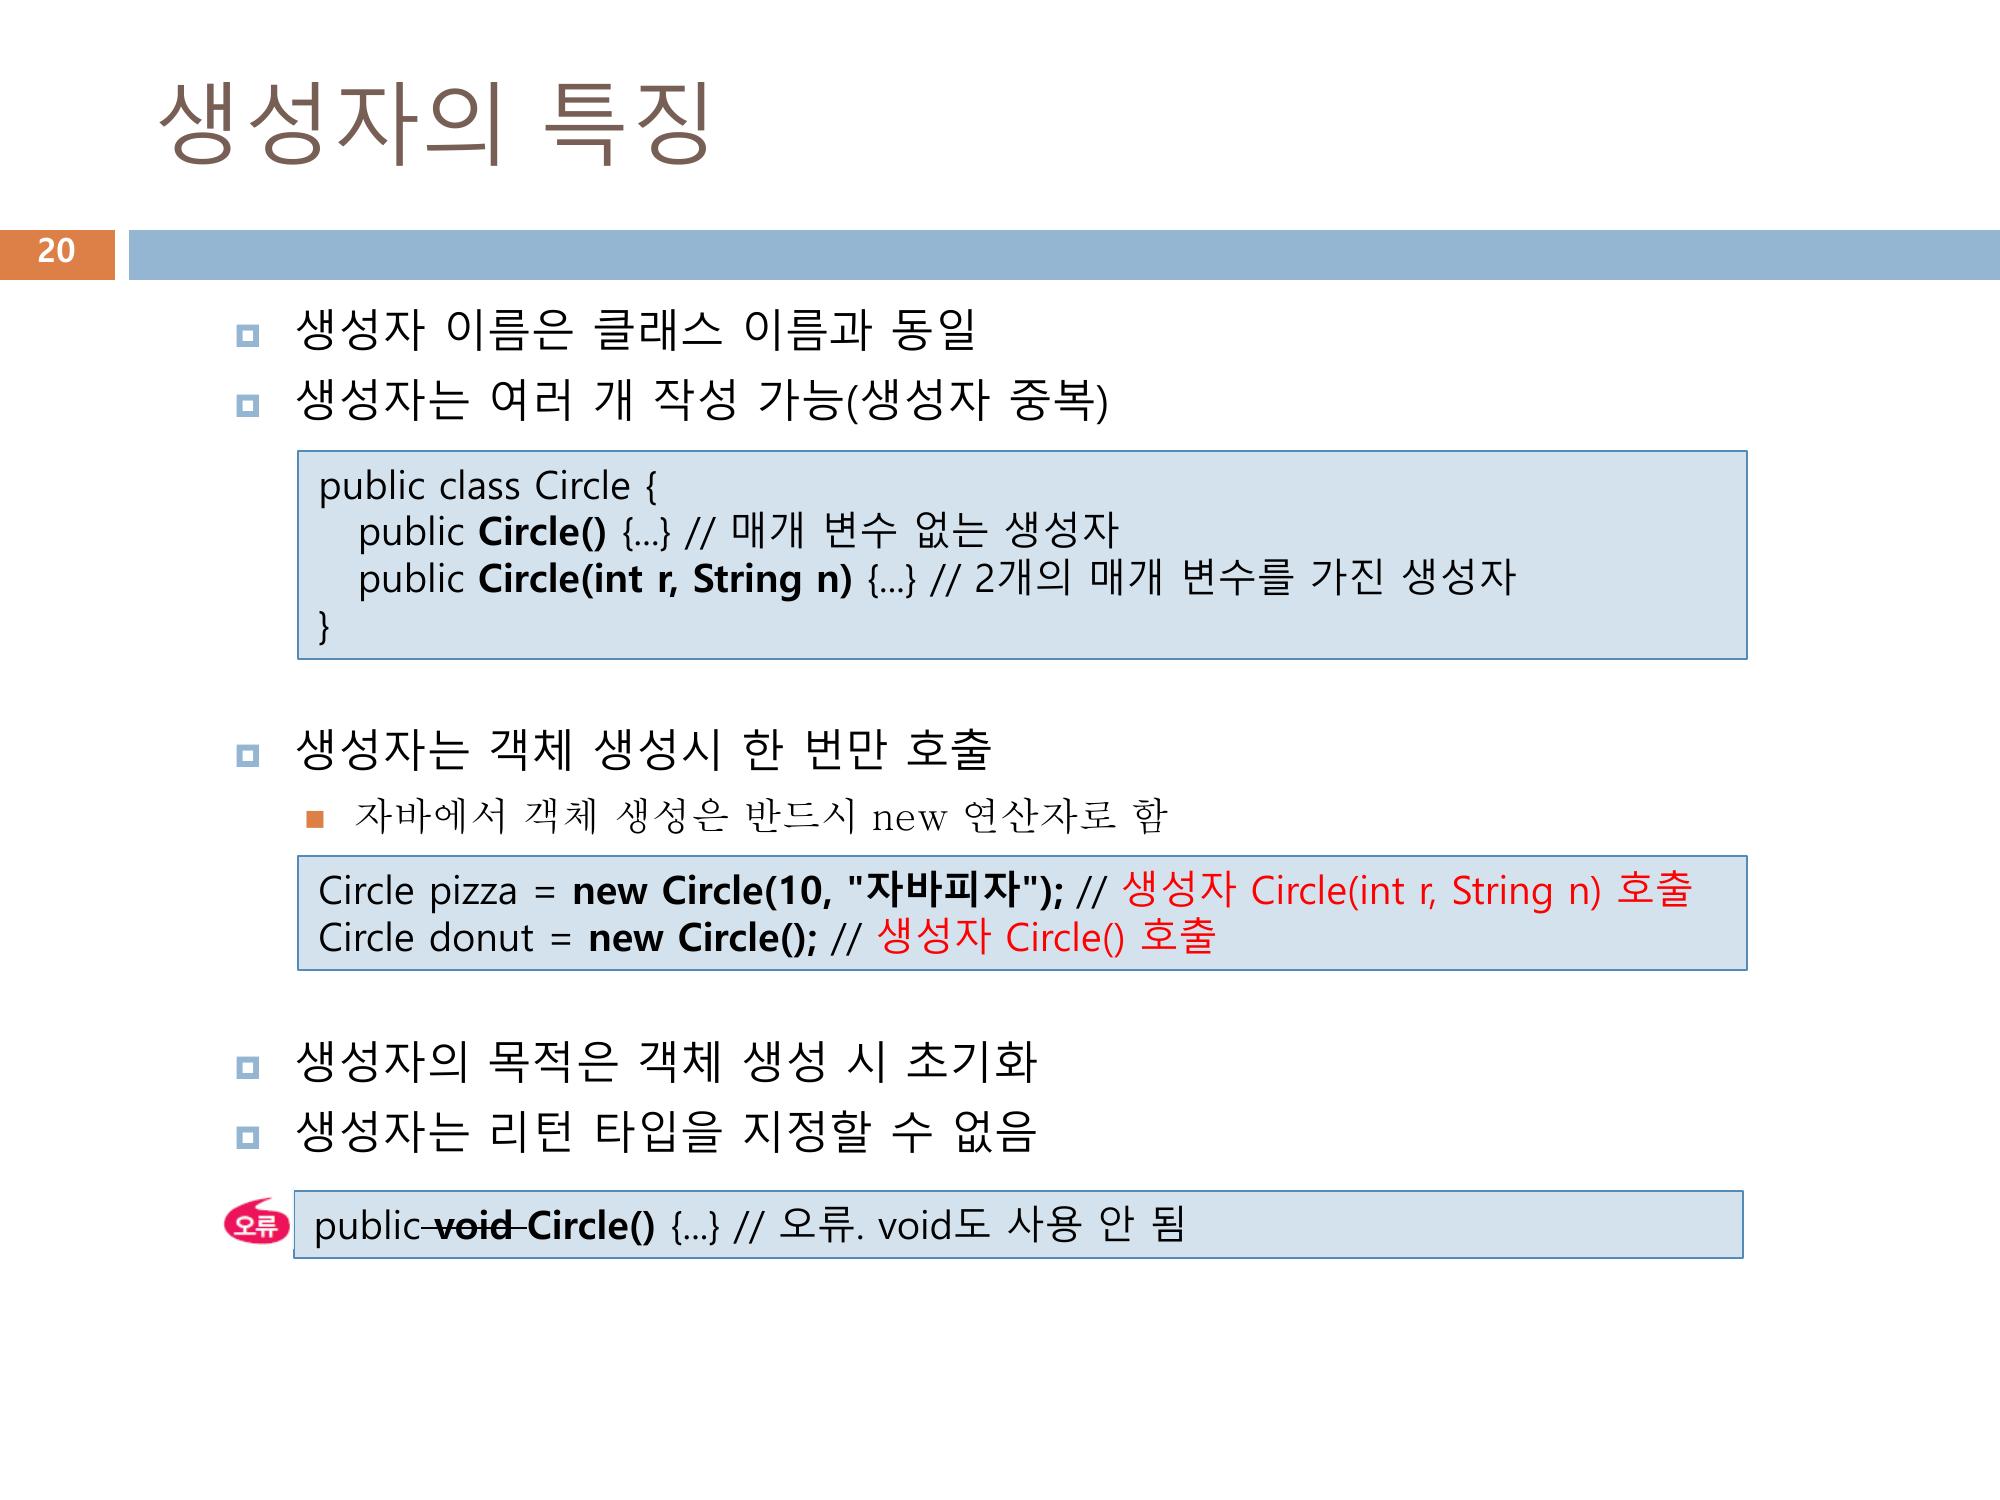 생성자의 특징
20
생성자 이름은 클래스 이름과 동일
생성자는 여러 개 작성 가능(생성자 중복)
public class Circle {
public Circle() {...} // 매개 변수 없는 생성자
public Circle(int r, String n) {...} // 2개의 매개 변수를 가진 생성자
}
생성자는 객체 생성시 한 번만 호출
자바에서 객체 생성은 반드시 new 연산자로 함
Circle pizza = new Circle(10, "자바피자"); // 생성자 Circle(int r, String n) 호출
Circle donut = new Circle(); // 생성자 Circle() 호출
생성자의 목적은 객체 생성 시 초기화
생성자는 리턴 타입을 지정할 수 없음
오류 public void Circle() {...} // 오류. void도 사용 안 됨